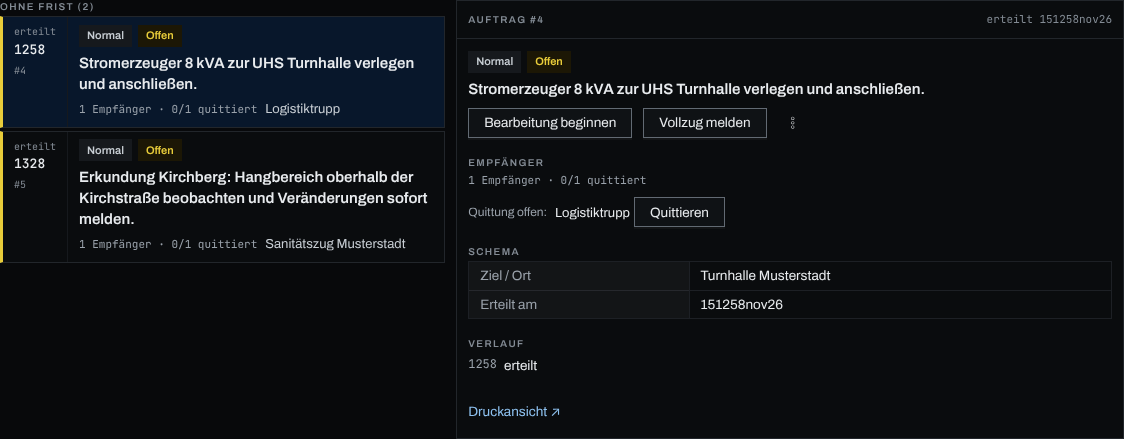 OHNE FRIST (2)
erteilt
1258
#4
Normal Offen
Stromerzeuger 8 kVA zur UHS Turnhalle verlegen
und anschließen.
1 Empfänger · 0/1 quittiert Logistiktrupp
erteilt
1328
#5
Normal Offen
Erkundung Kirchberg: Hangbereich oberhalb der
Kirchstraße beobachten und Veränderungen sofort
melden.
1 Empfänger · 0/1 quittiert Sanitätszug Musterstadt
AUFTRAG #4 erteilt 151258nov26
Normal Offen
Stromerzeuger 8 kVA zur UHS Turnhalle verlegen und anschließen.
Bearbeitung beginnen Vollzug melden
EMPFÄNGER
1 Empfänger · 0/1 quittiert
Quittung offen: Logistiktrupp Quittieren
SCHEMA
Ziel / Ort Turnhalle Musterstadt
Erteilt am 151258nov26
VERLAUF
1258 erteilt
Druckansicht ↗